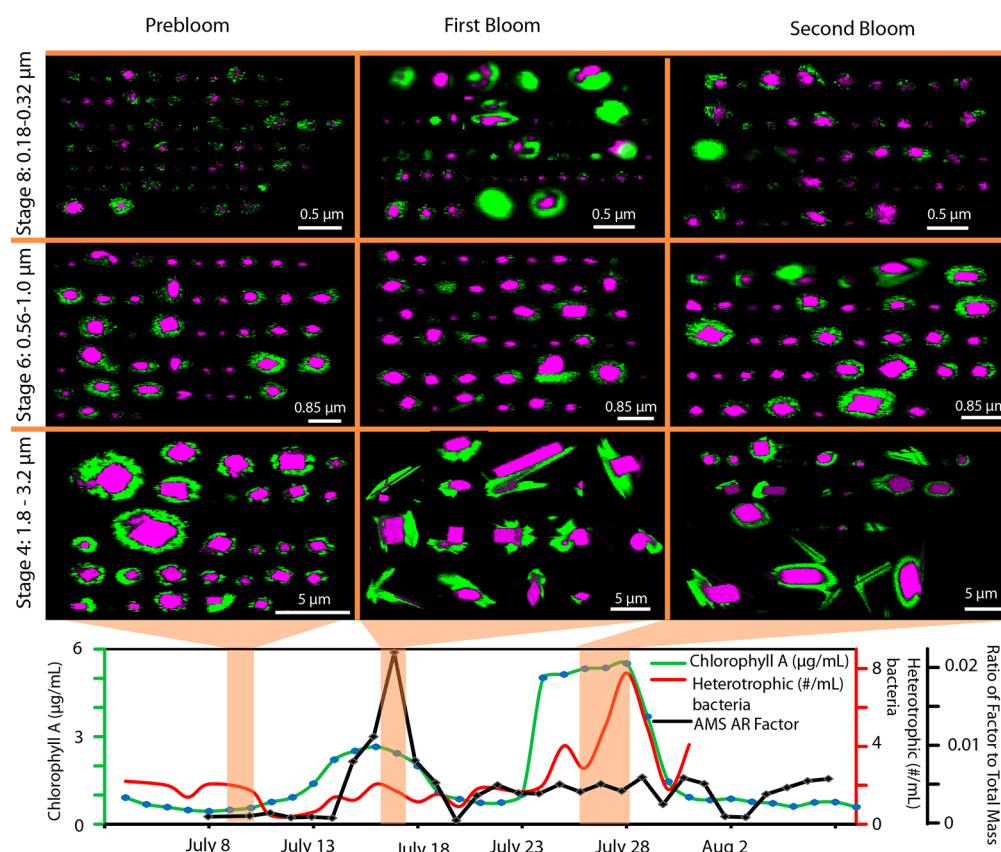 Prebloom
First Bloom
Second Bloom
Stage 8: 0.18-0.32 µm
0.5 µm
0.5 µm
0.5 µm
Stage 6: 0.56-1.0 µm
0.85 µm
0.85 µm
0.85 µm
Stage 4: 1.8 - 3.2 µm
5 µm
5 µm
5 µm
Chlorophyll A (µg/mL)
6
3
0
Chlorophyll A (µg/mL)
Heterotrophic (#/mL)
bacteria
AMS AR Factor
8
4
2
0
Heterotrophic (#/mL)
bacteria
0.02
0.01
0
Ratio of Factor to Total Mass
July 8
July 13
July 18
July 23
July 28
Aug 2